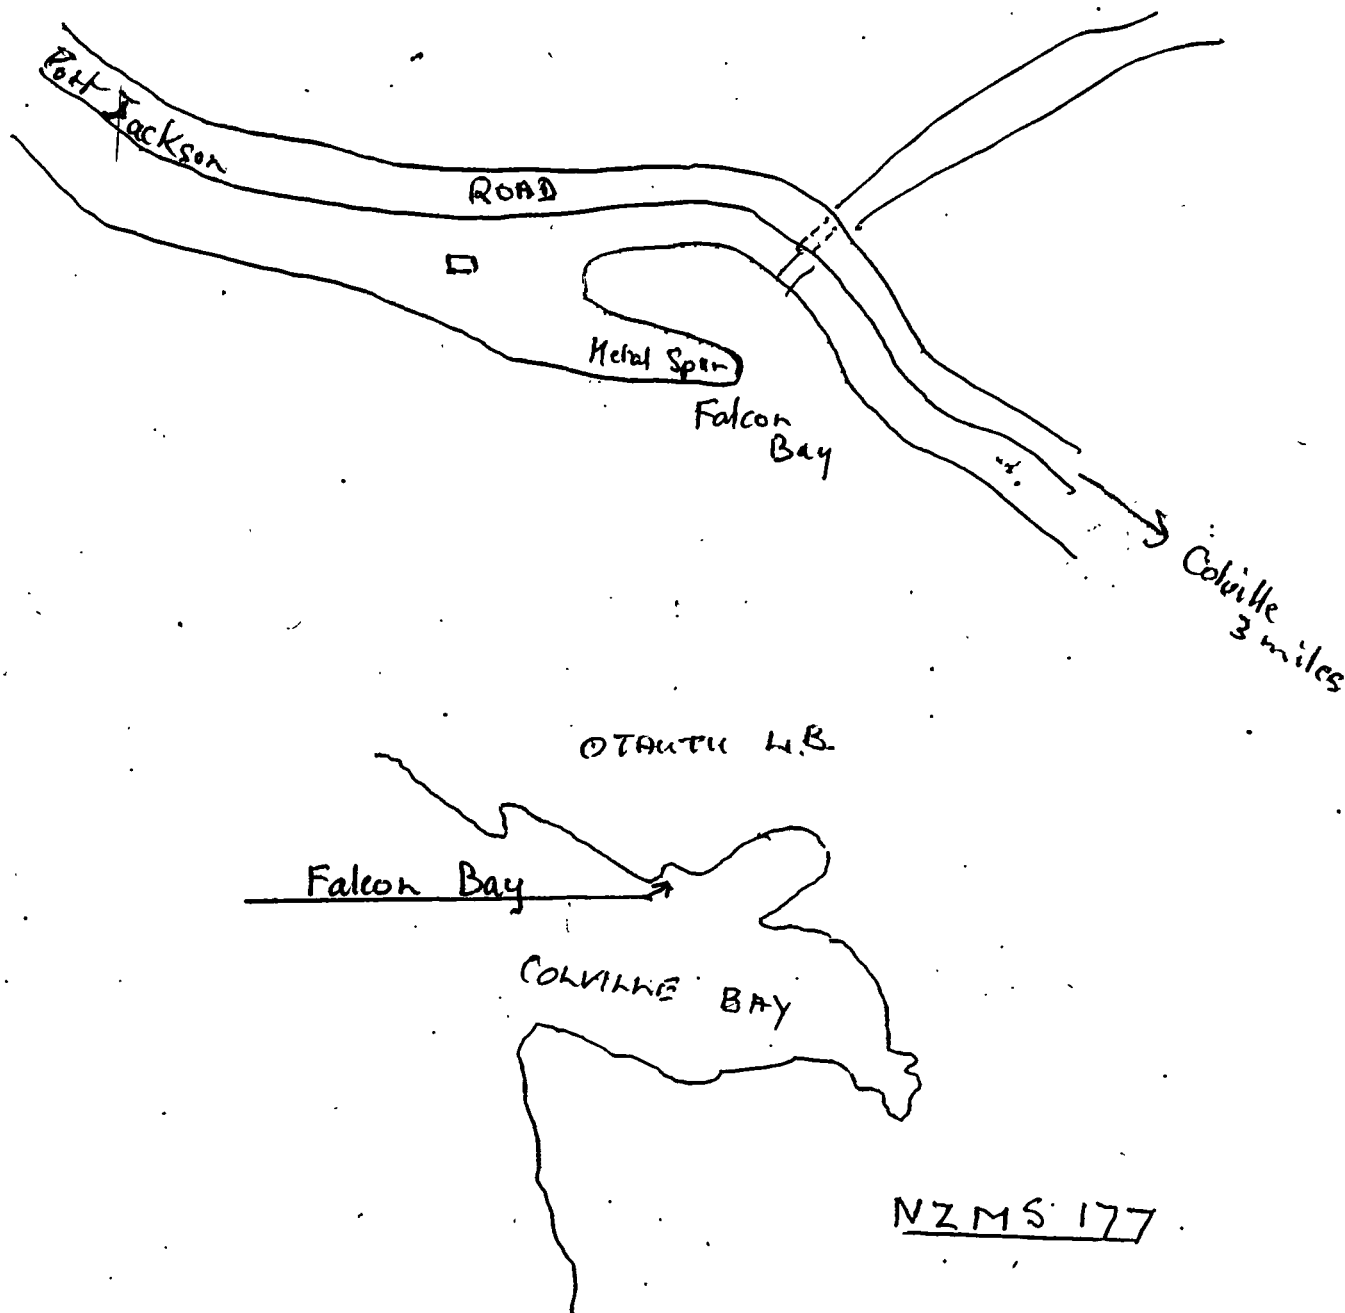 Port Jackson
ROAD
Metal Spur
Falcon
Bay
Colville
3 miles
OTAUTU W.B.
Falcon Bay
COLVILLE BAY
NZMS 177